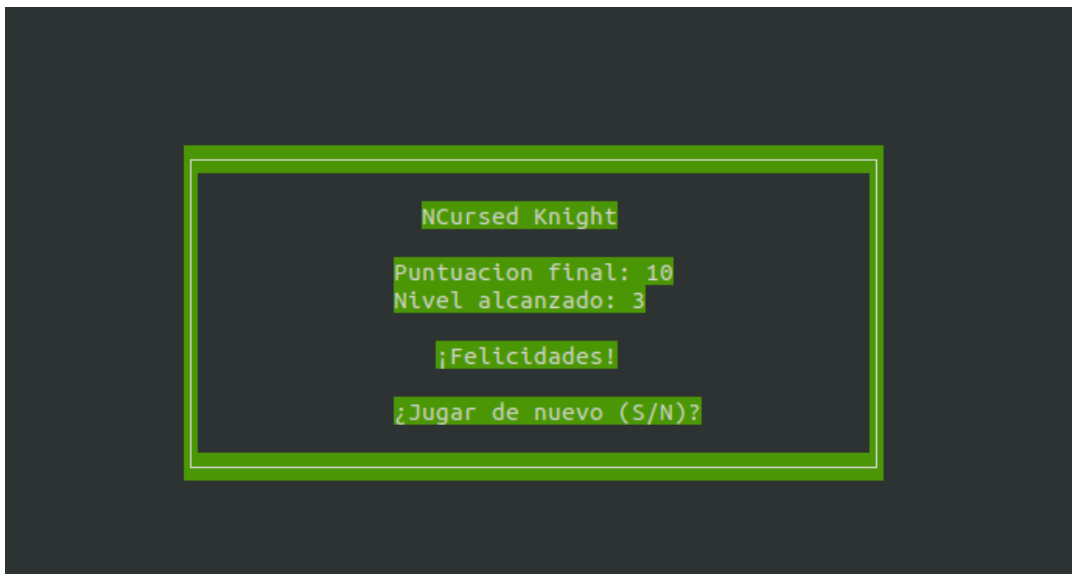 NCursed Knight
Puntuacion final: 10
Nivel alcanzado: 3
¡Felicidades!
¿Jugar de nuevo (S/N)?